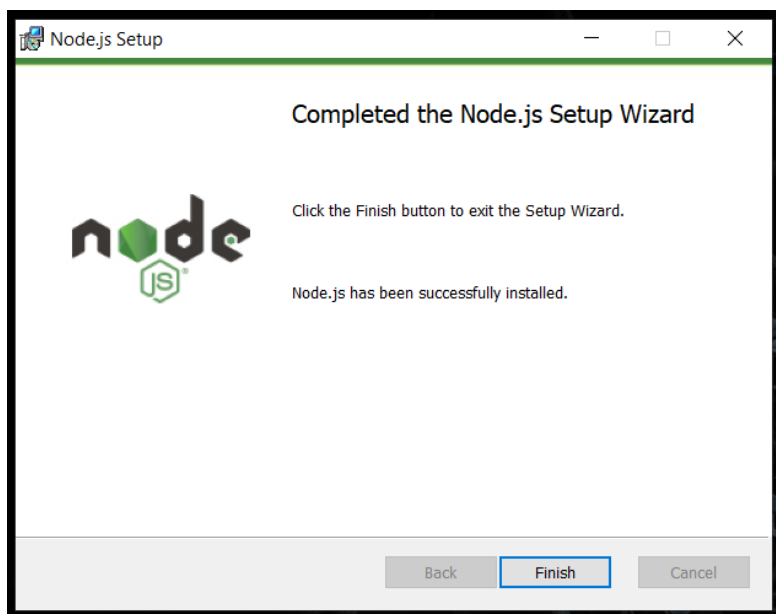 Node.js Setup
Completed the Node.js Setup Wizard
Click the Finish button to exit the Setup Wizard.
node
JS
Node.js has been successfully installed.
Back
Finish
Cancel